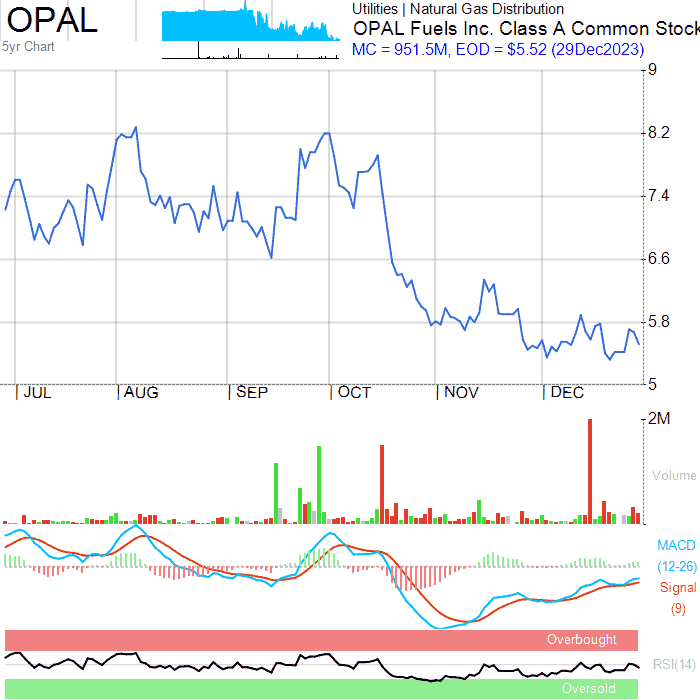 OPAL
5yr Chart
Utilities | Natural Gas Distribution
OPAL Fuels Inc. Class A Common Stock
MC = 951.5M, EOD = $5.52 (29Dec2023)
9
8.2
7.4
6.6
5.8
5
| JUL | AUG | SEP | OCT | NOV | DEC
2M
Volume
MACD
(12-26)
Signal
(9)
Overbought
RSI(14)
Oversold